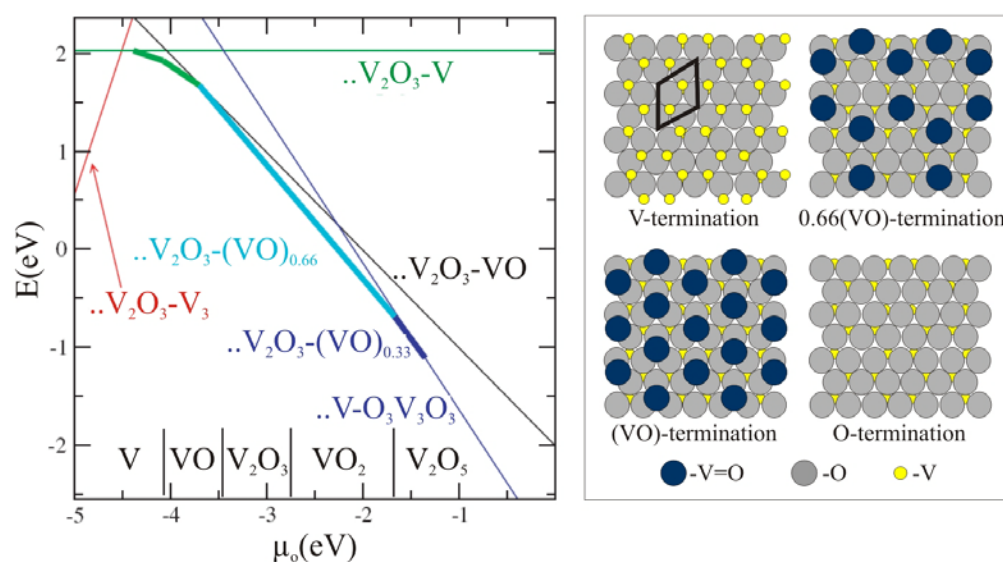 E(eV)
2
1
0
-1
-2
..V₂O₃-V
..V₂O₃-(VO)₀.₆₆
..V₂O₃-VO
..V₂O₃-V₃
..V₂O₃-(VO)₀.₃₃
..V-O₃V₃O₃
V VO V₂O₃ VO₂ V₂O₅
-5 -4 -3 -2 -1
μₒ(eV)
V-termination
0.66(VO)-termination
(VO)-termination
O-termination
-V=O -O -V